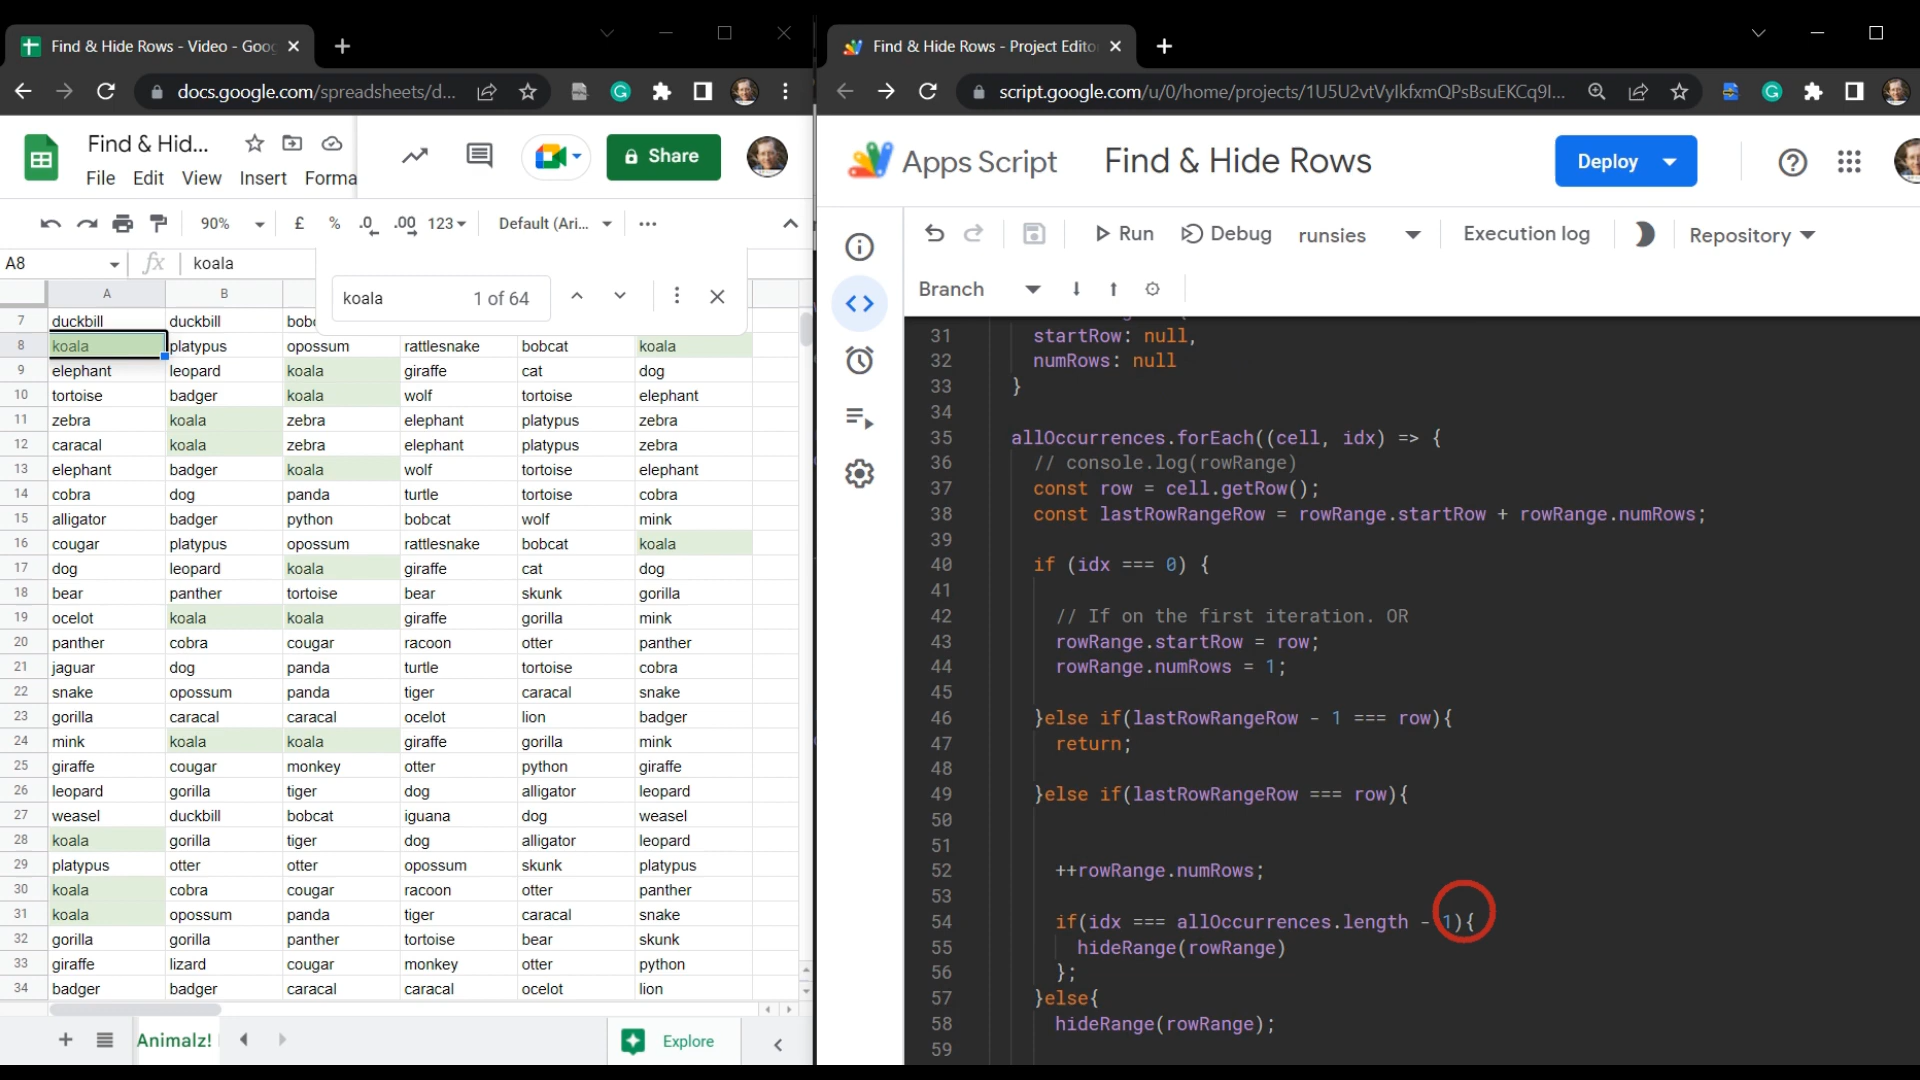 Find & Hide Rows - Video - Goo
docs.google.com/spreadsheets/d...
Find & Hid...
File Edit View Insert Forma
Share
90% £ % .0 .00 123 Default (Ari... ...
A8 fx koala
koala 1 of 64
A B
7 duckbill duckbill bobc
8 koala platypus opossum rattlesnake bobcat koala
9 elephant leopard koala giraffe cat dog
10 tortoise badger koala wolf tortoise elephant
11 zebra koala zebra elephant platypus zebra
12 caracal koala zebra elephant platypus zebra
13 elephant badger koala wolf tortoise elephant
14 cobra dog panda turtle tortoise cobra
15 alligator badger python bobcat wolf mink
16 cougar platypus opossum rattlesnake bobcat koala
17 dog leopard koala giraffe cat dog
18 bear panther tortoise bear skunk gorilla
19 ocelot koala koala giraffe gorilla mink
20 panther cobra cougar racoon otter panther
21 jaguar dog panda turtle tortoise cobra
22 snake opossum panda tiger caracal snake
23 gorilla caracal caracal ocelot lion badger
24 mink koala koala giraffe gorilla mink
25 giraffe cougar monkey otter python giraffe
26 leopard gorilla tiger dog alligator leopard
27 weasel duckbill bobcat iguana dog weasel
28 koala gorilla tiger dog alligator leopard
29 platypus otter otter opossum skunk platypus
30 koala cobra cougar racoon otter panther
31 koala opossum panda tiger caracal snake
32 gorilla gorilla panther tortoise bear skunk
33 giraffe lizard cougar monkey otter python
34 badger badger caracal caracal ocelot lion
Animalz!
Explore
Find & Hide Rows - Project Edito
script.google.com/u/0/home/projects/1U5U2vtVylkfxmQPsBsuEKCq9l...
Apps Script Find & Hide Rows
Deploy
Run Debug runsies Execution log Repository
Branch
31 startRow: null,
32 numRows: null
33 }
34
35 allOccurrences.forEach((cell, idx) => {
36 // console.log(rowRange)
37 const row = cell.getRow();
38 const lastRowRangeRow = rowRange.startRow + rowRange.numRows;
39
40 if (idx === 0) {
41
42 // If on the first iteration. OR
43 rowRange.startRow = row;
44 rowRange.numRows = 1;
45
46 }else if(lastRowRangeRow - 1 === row){
47 return;
48
49 }else if(lastRowRangeRow === row){
50
51
52 ++rowRange.numRows;
53
54 if(idx === allOccurrences.length - 1){
55 hideRange(rowRange)
56 };
57 }else{
58 hideRange(rowRange);
59